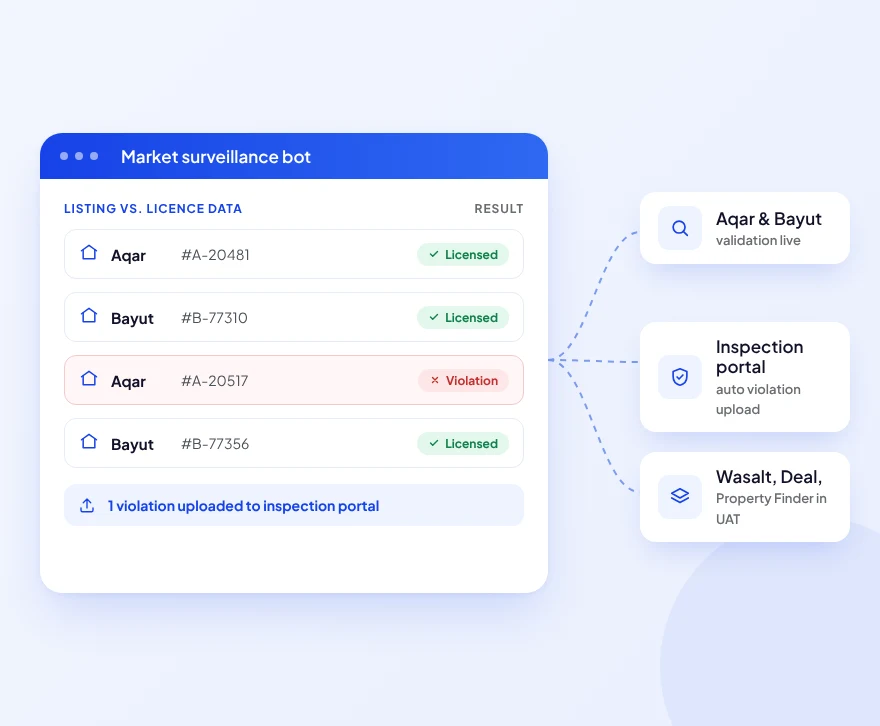 Market surveillance bot
LISTING VS. LICENCE DATA
RESULT
Aqar #A-20481 Licensed
Bayut #B-77310 Licensed
Aqar #A-20517 Violation
Bayut #B-77356 Licensed
1 violation uploaded to inspection portal
Aqar & Bayut
validation live
Inspection
portal
auto violation
upload
Wasalt, Deal,
Property Finder in
UAT